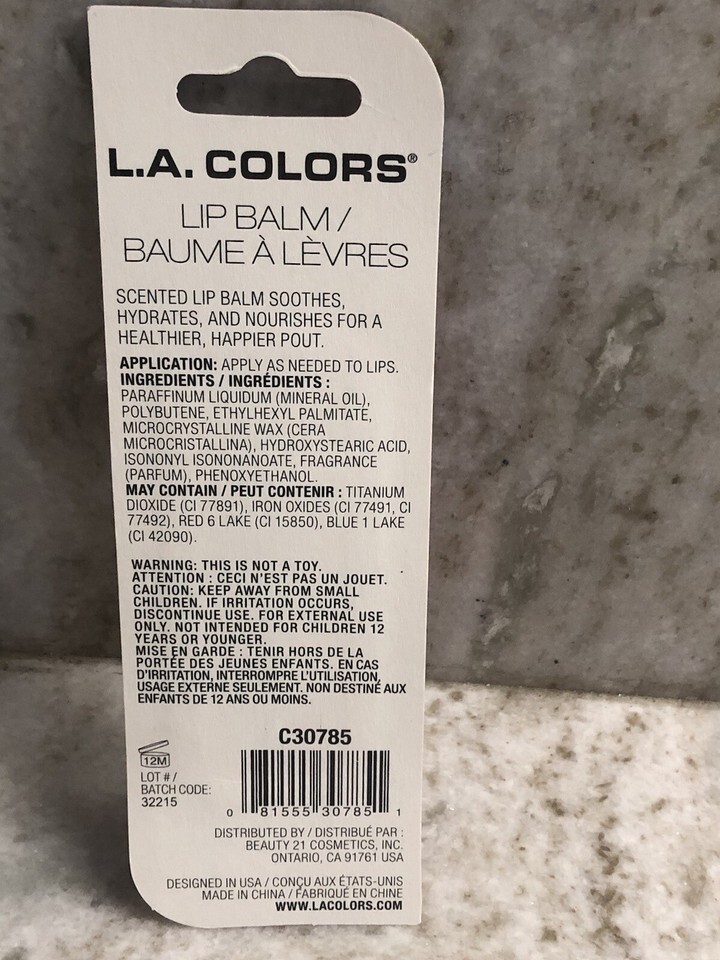 L.A. COLORS®
LIP BALM /
BAUME À LÈVRES
SCENTED LIP BALM SOOTHES,
HYDRATES, AND NOURISHES FOR A
HEALTHIER, HAPPIER POUT.
APPLICATION: APPLY AS NEEDED TO LIPS.
INGREDIENTS / INGRÉDIENTS :
PARAFFINUM LIQUIDUM (MINERAL OIL),
POLYBUTENE, ETHYLHEXYL PALMITATE,
MICROCRYSTALLINE WAX (CERA
MICROCRISTALLINA), HYDROXYSTEARIC ACID,
ISONONYL ISONONANOATE, FRAGRANCE
(PARFUM), PHENOXYETHANOL.
MAY CONTAIN / PEUT CONTENIR : TITANIUM
DIOXIDE (CI 77891), IRON OXIDES (CI 77491, CI
77492), RED 6 LAKE (CI 15850), BLUE 1 LAKE
(CI 42090).
WARNING: THIS IS NOT A TOY.
ATTENTION : CECI N'EST PAS UN JOUET.
CAUTION: KEEP AWAY FROM SMALL
CHILDREN. IF IRRITATION OCCURS,
DISCONTINUE USE. FOR EXTERNAL USE
ONLY. NOT INTENDED FOR CHILDREN 12
YEARS OR YOUNGER.
MISE EN GARDE : TENIR HORS DE LA
PORTÉE DES JEUNES ENFANTS. EN CAS
D'IRRITATION, INTERROMPRE L'UTILISATION,
USAGE EXTERNE SEULEMENT. NON DESTINÉ AUX
ENFANTS DE 12 ANS OU MOINS.
C30785
12M
LOT # /
BATCH CODE:
32215
0 81555 30785 1
DISTRIBUTED BY / DISTRIBUÉ PAR :
BEAUTY 21 COSMETICS, INC.
ONTARIO, CA 91761 USA
DESIGNED IN USA / CONÇU AUX ÉTATS-UNIS
MADE IN CHINA / FABRIQUÉ EN CHINE
WWW.LACOLORS.COM